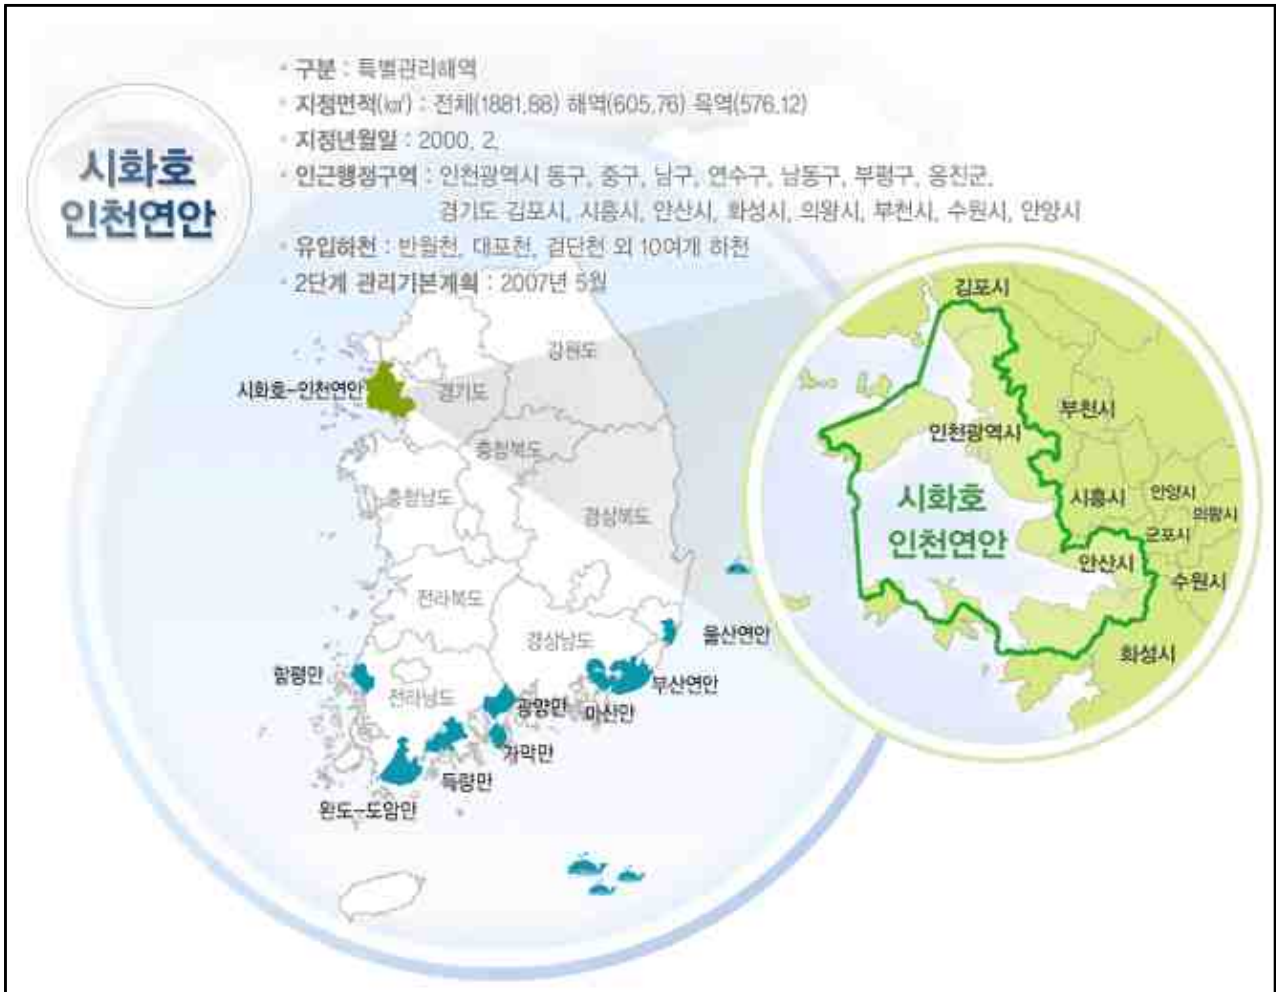 시화호
인천연안
• 구분 : 특별관리해역
• 지정면적(㎢) : 전체(1881.88) 해역(605.76) 육역(576.12)
• 지정년월일 : 2000. 2.
• 인근행정구역 : 인천광역시 동구, 중구, 남구, 연수구, 남동구, 부평구, 옹진군,
경기도 김포시, 시흥시, 안산시, 화성시, 의왕시, 부천시, 수원시, 안양시
• 유입하천 : 반월천, 대포천, 검단천 외 10여개 하천
• 2단계 관리기본계획 : 2007년 5월
강원도
시화호-인천연안
경기도
충청북도
충청남도
경상북도
전라북도
경상남도
울산연안
함평만
전라남도
부산연안
광양만
마산만
가막만
득량만
완도-도암만
김포시
부천시
인천광역시
시화호
인천연안
시흥시
안양시
의왕시
군포시
안산시
수원시
화성시